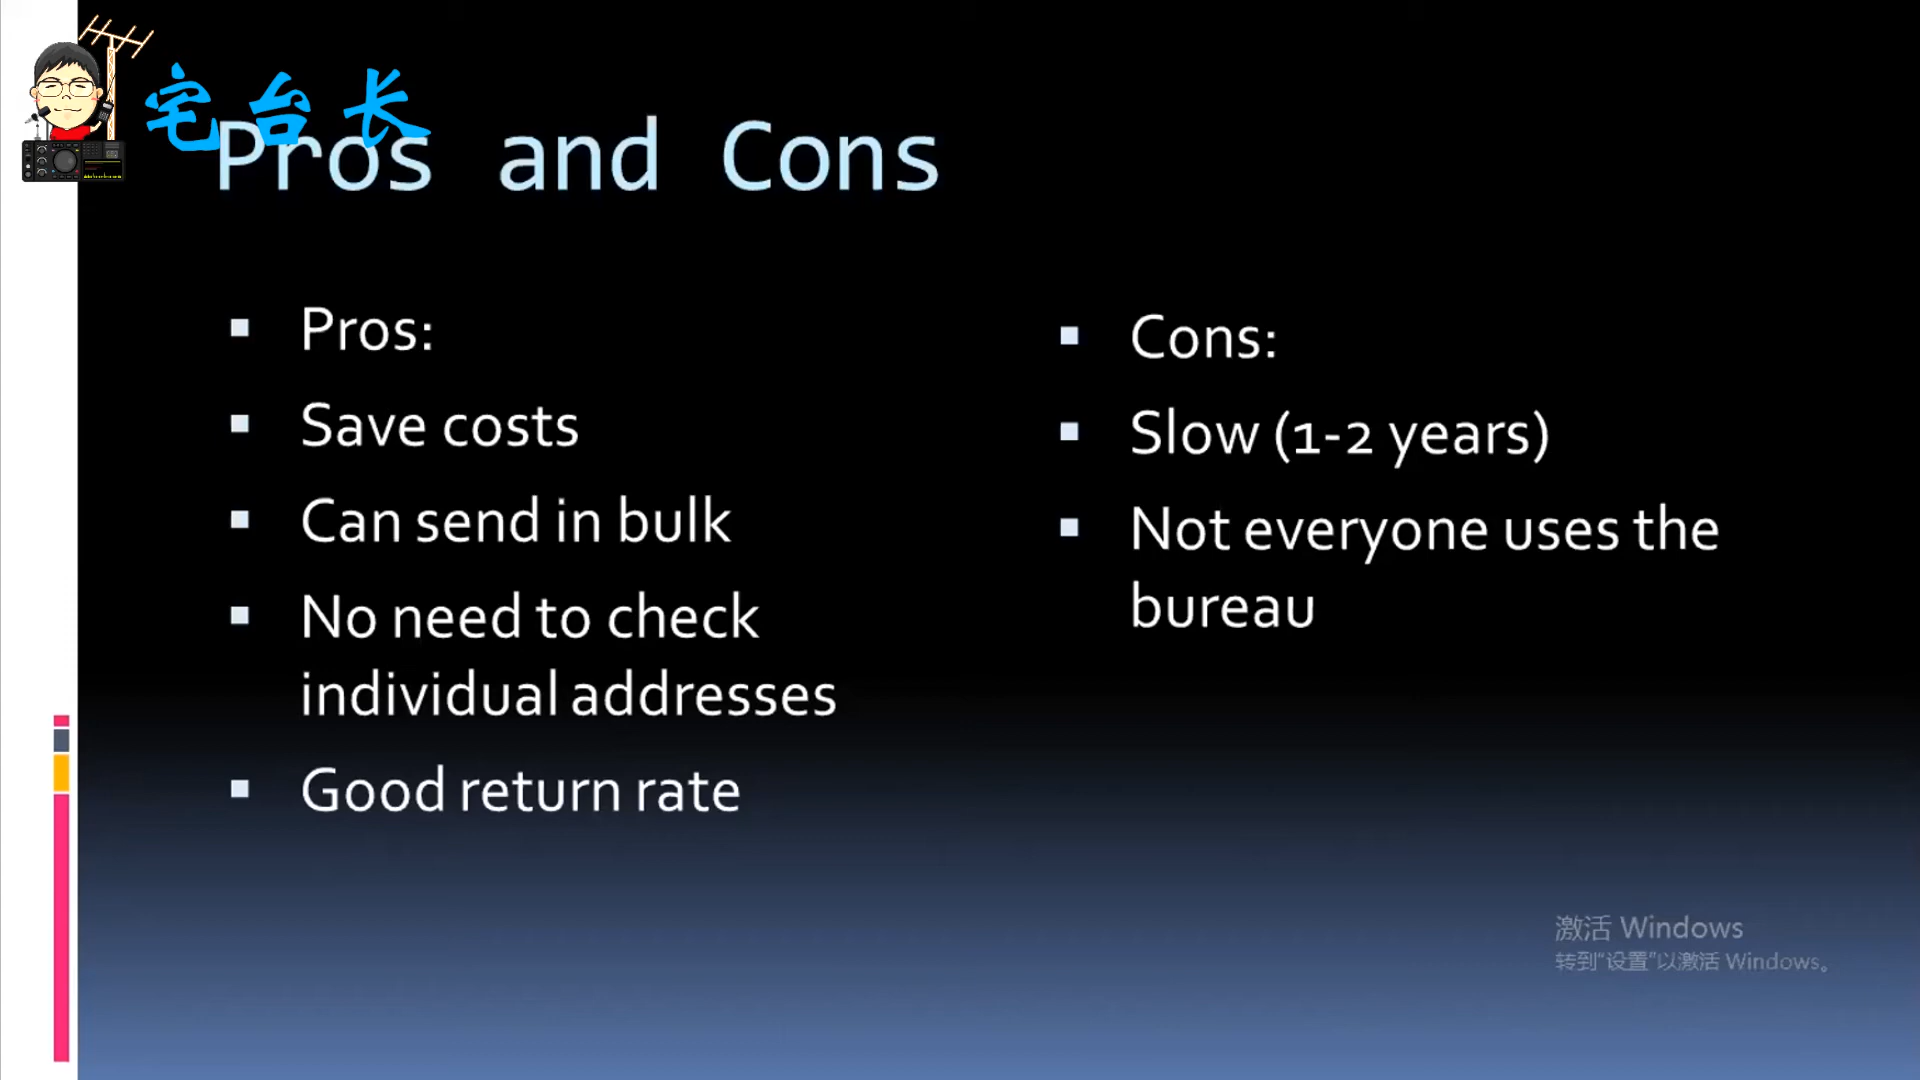 宅台长
Pros and Cons
Pros:
Save costs
Can send in bulk
No need to check
individual addresses
Good return rate
Cons:
Slow (1-2 years)
Not everyone uses the
bureau
激活 Windows
转到“设置”以激活 Windows。